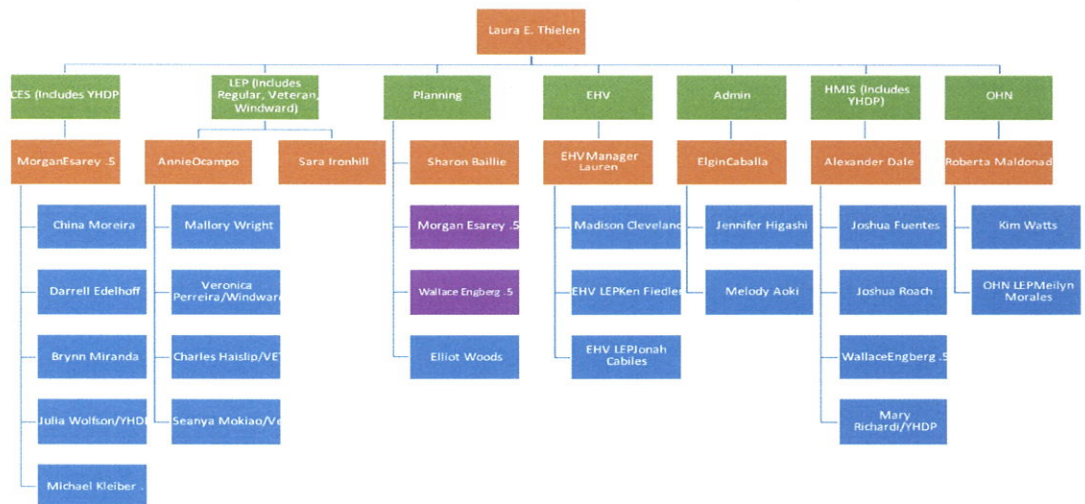 Laura E. Thielen
CES (Includes YHDP
LEP (Includes
Regular, Veteran,
Windward)
Planning
EHV
Admin
HMIS (Includes
YHDP)
OHN
MorganEsarey .5
AnnieOcampo
Sara Ironhill
Sharon Baillie
EHVManager
Lauren
ElginCaballa
Alexander Dale
Roberta Maldonad
China Moreira
Mallory Wright
Morgan Esarey .5
Madison Cleveland
Jennifer Higashi
Joshua Fuentes
Kim Watts
Darrell Edelhoff
Veronica
Perreira/Windward
Wallace Engberg .5
EHV LEPKen Fiedler
Melody Aoki
Joshua Roach
OHN LEPMeilyn
Morales
Brynn Miranda
Charles Haislip/VET
Elliot Woods
EHV LEPJonah
Cabiles
WallaceEngberg .5
Julia Wolfson/YHDP
Seanya Mokiao/Ve
Mary
Richardi/YHDP
Michael Kleiber .